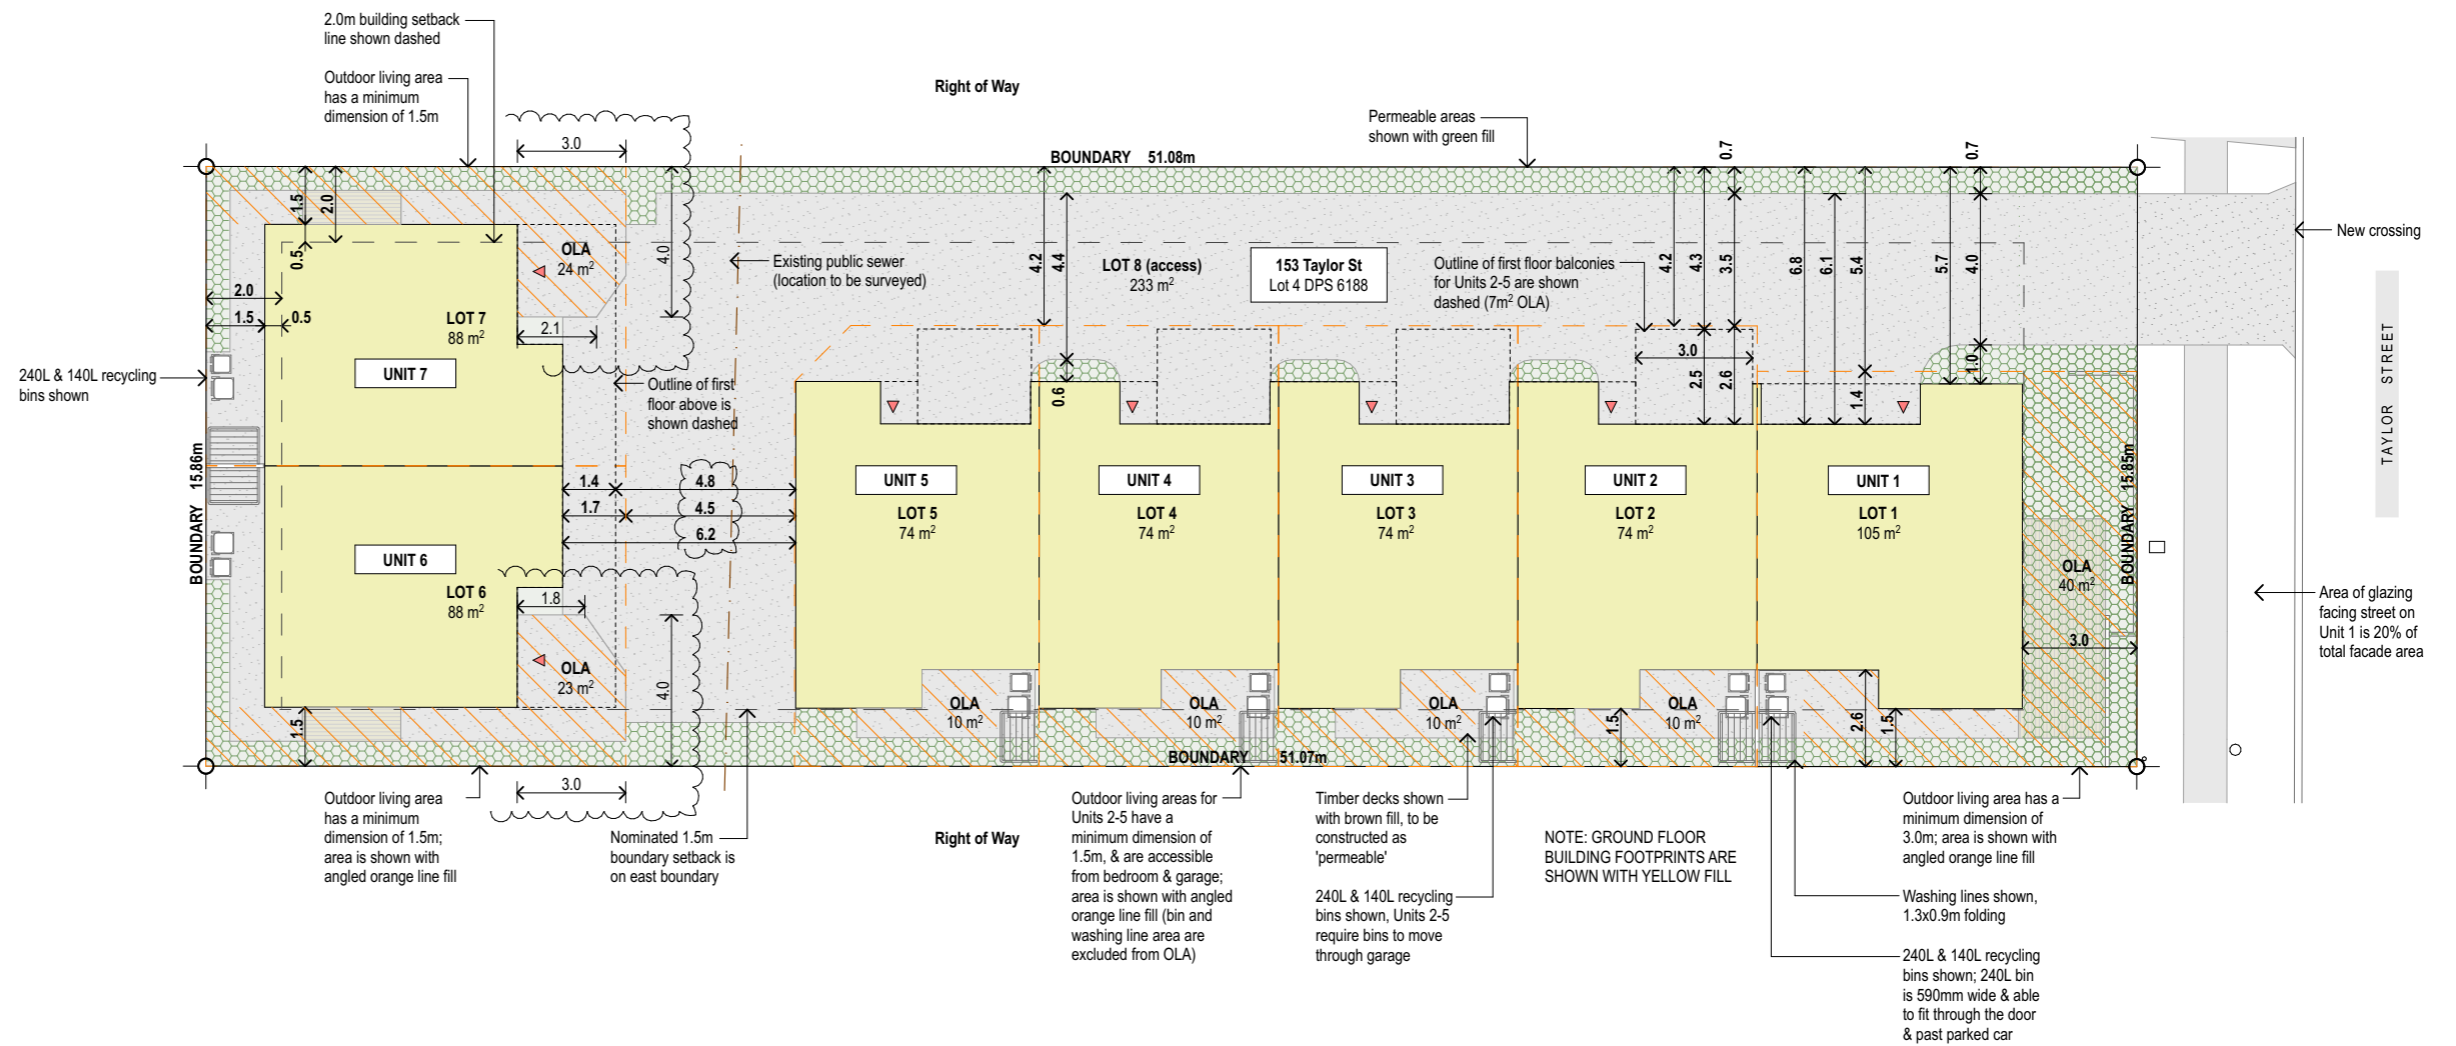 2.0m building setback
line shown dashed
Outdoor living area
has a minimum
dimension of 1.5m
Right of Way
Permeable areas
shown with green fill
3.0
BOUNDARY 51.08m
0.7
0.7
1.5
2.0
0.5
2.0
1.5
0.5
OLA
24 m²
4.0
2.1
LOT 7
88 m²
UNIT 7
Existing public sewer
(location to be surveyed)
Outline of first
floor above is
shown dashed
4.2
4.4
0.6
LOT 8 (access)
233 m²
153 Taylor St
Lot 4 DPS 6188
Outline of first floor balconies
for Units 2-5 are shown
dashed (7m² OLA)
4.2
4.3
3.5
3.0
2.5
2.6
6.8
6.1
5.4
1.4
5.7
4.0
1.0
New crossing
TAYLOR STREET
240L & 140L recycling
bins shown
BOUNDARY 15.86m
1.4
4.8
1.7
4.5
6.2
UNIT 5
LOT 5
74 m²
UNIT 4
LOT 4
74 m²
UNIT 3
LOT 3
74 m²
UNIT 2
LOT 2
74 m²
UNIT 1
LOT 1
105 m²
BOUNDARY 15.85m
OLA
40 m²
3.0
Area of glazing
facing street on
Unit 1 is 20% of
total facade area
UNIT 6
LOT 6
88 m²
1.8
OLA
23 m²
4.0
1.5
OLA
10 m²
OLA
10 m²
OLA
10 m²
OLA
10 m²
1.5
2.6
1.5
BOUNDARY 51.07m
3.0
Outdoor living area
has a minimum
dimension of 1.5m;
area is shown with
angled orange line fill
Nominated 1.5m
boundary setback is
on east boundary
Right of Way
Outdoor living areas for
Units 2-5 have a
minimum dimension of
1.5m, & are accessible
from bedroom & garage;
area is shown with angled
orange line fill (bin and
washing line area are
excluded from OLA)
Timber decks shown
with brown fill, to be
constructed as
'permeable'
240L & 140L recycling
bins shown, Units 2-5
require bins to move
through garage
NOTE: GROUND FLOOR
BUILDING FOOTPRINTS ARE
SHOWN WITH YELLOW FILL
Outdoor living area has a
minimum dimension of
3.0m; area is shown with
angled orange line fill
Washing lines shown,
1.3x0.9m folding
240L & 140L recycling
bins shown; 240L bin
is 590mm wide & able
to fit through the door
& past parked car